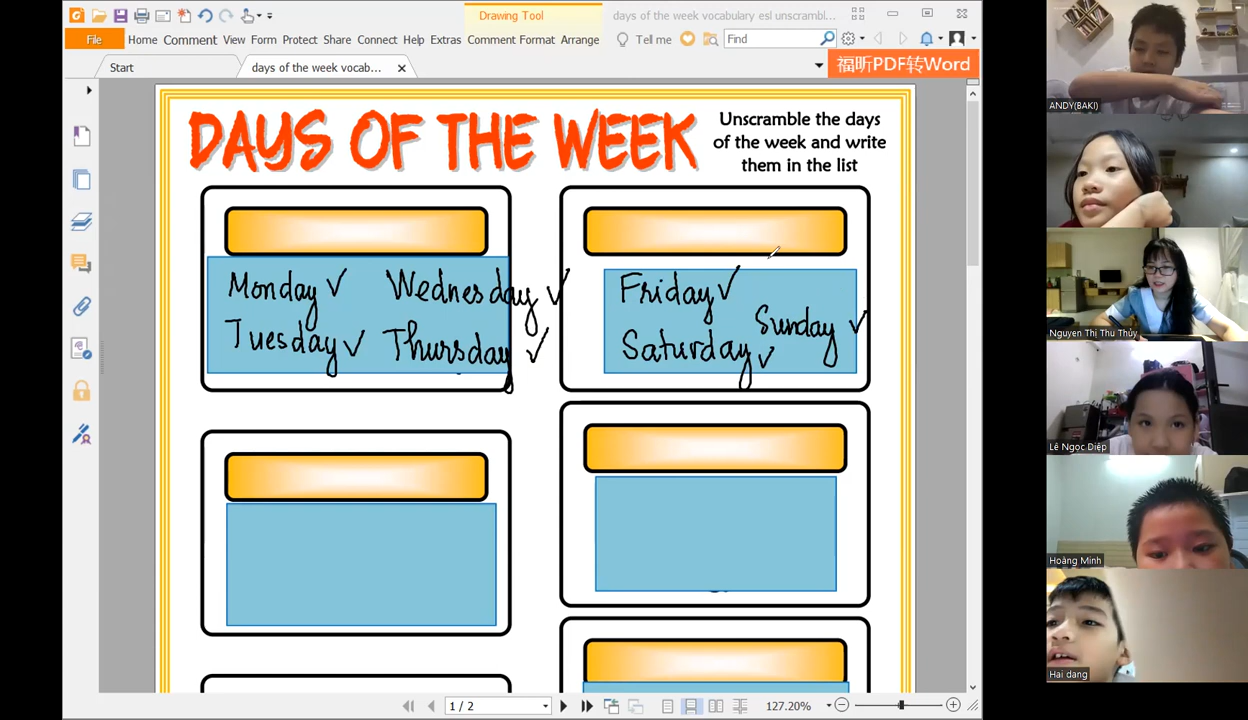 Drawing Tool
days of the week vocabulary esl unscrambl...
File Home Comment View Form Protect Share Connect Help Extras Comment Format Arrange Tell me Find
Start
days of the week vocab...
福昕PDF转Word
DAYS OF THE WEEK
Unscramble the days
of the week and write
them in the list
Monday ✓ Wednesday ✓
Tuesday ✓ Thursday ✓
Friday ✓
Sunday ✓
Saturday ✓
1 / 2
127.20%
ANDY(BAKI)
Nguyen Thị Thu Thủy
Lê Ngọc Diệp
Hoàng Minh
Hai dang